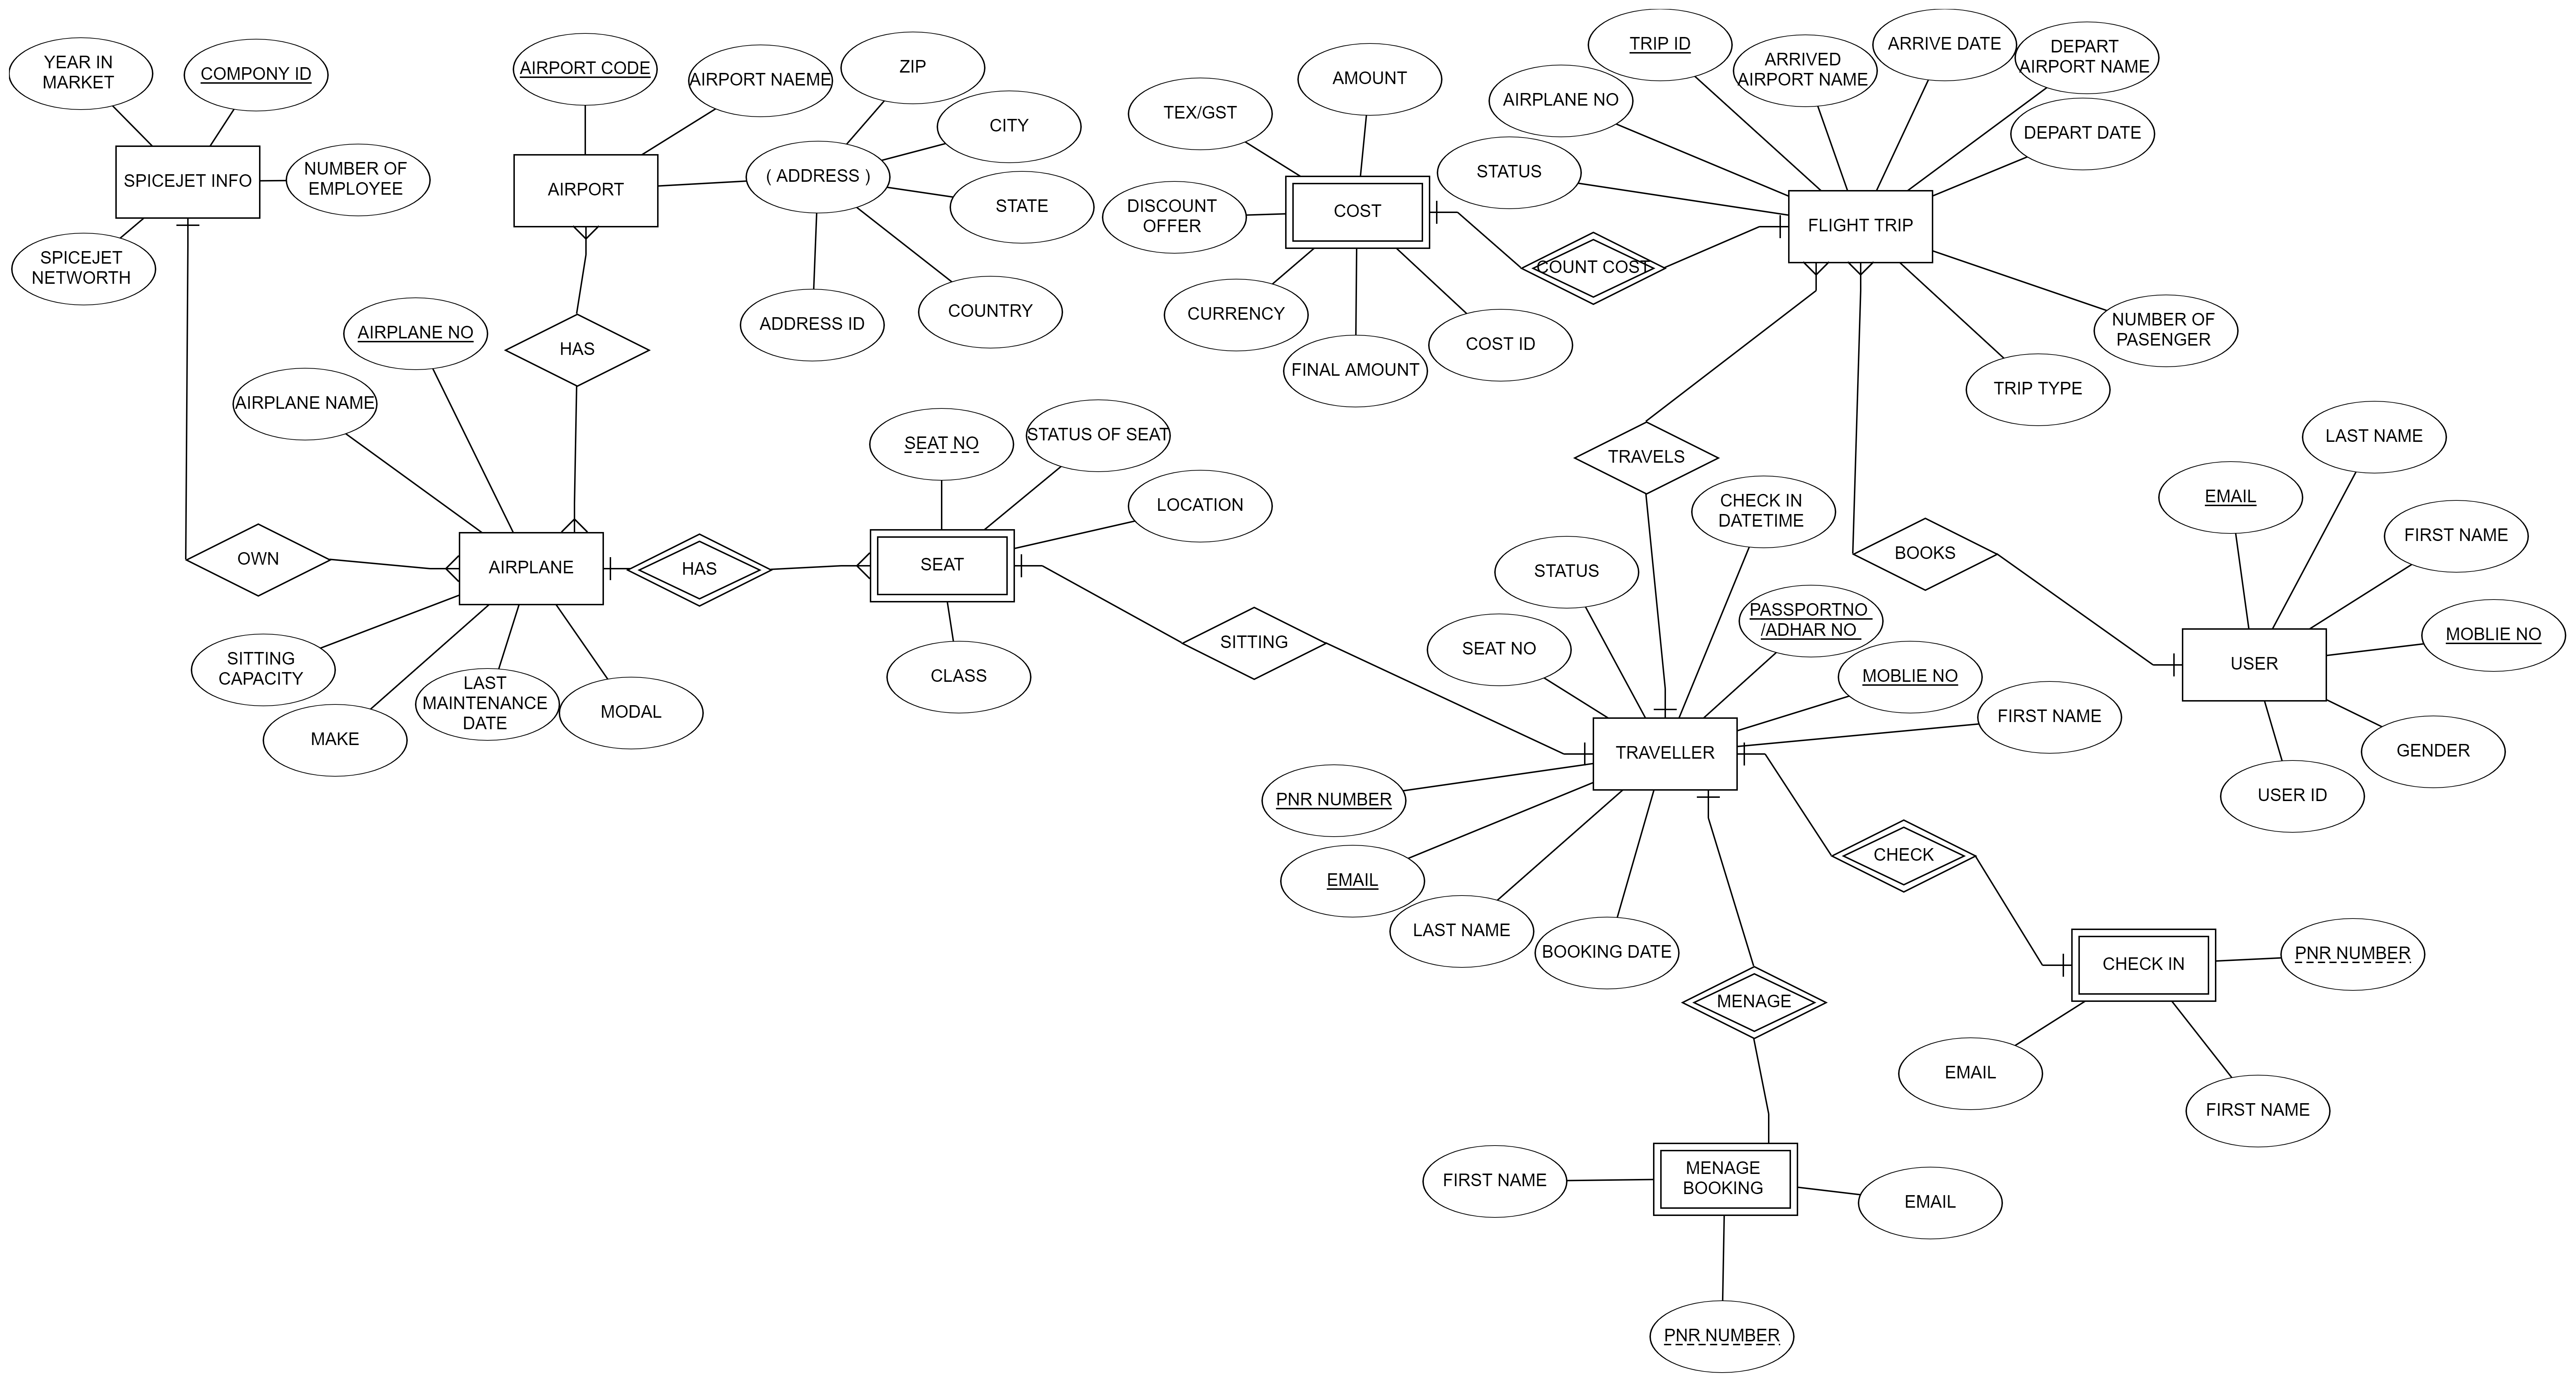 YEAR IN
MARKET
COMPONY ID
SPICEJET INFO
NUMBER OF
EMPLOYEE
SPICEJET
NETWORTH
AIRPORT CODE
AIRPORT NAEME
ZIP
CITY
AIRPORT
( ADDRESS )
STATE
ADDRESS ID
COUNTRY
HAS
AIRPLANE NO
AIRPLANE NAME
OWN
AIRPLANE
HAS
SITTING
CAPACITY
MAKE
LAST
MAINTENANCE
DATE
MODAL
SEAT NO
STATUS OF SEAT
LOCATION
SEAT
CLASS
SITTING
AMOUNT
TEX/GST
DISCOUNT
OFFER
COST
CURRENCY
FINAL AMOUNT
COST ID
COUNT COST
TRIP ID
ARRIVED
AIRPORT NAME
ARRIVE DATE
DEPART
AIRPORT NAME
AIRPLANE NO
DEPART DATE
STATUS
FLIGHT TRIP
NUMBER OF
PASENGER
TRIP TYPE
TRAVELS
BOOKS
LAST NAME
EMAIL
FIRST NAME
MOBLIE NO
USER
GENDER
USER ID
CHECK IN
DATETIME
STATUS
PASSPORTNO
/ADHAR NO
SEAT NO
MOBLIE NO
FIRST NAME
TRAVELLER
PNR NUMBER
EMAIL
LAST NAME
BOOKING DATE
CHECK
CHECK IN
PNR NUMBER
EMAIL
FIRST NAME
MENAGE
MENAGE
BOOKING
FIRST NAME
EMAIL
PNR NUMBER